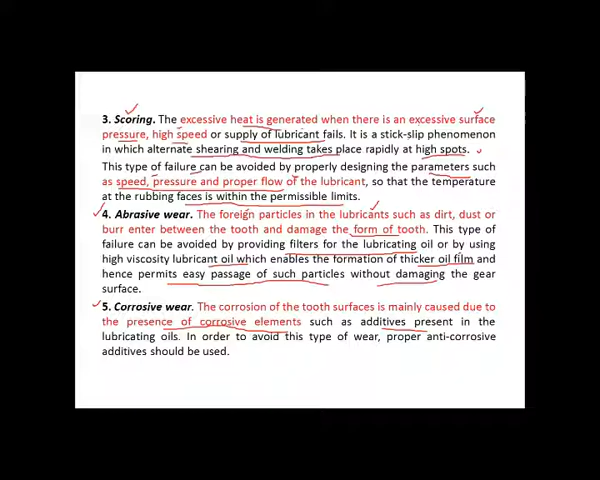 3. Scoring. The excessive heat is generated when there is an excessive surface
pressure, high speed or supply of lubricant fails. It is a stick-slip phenomenon
in which alternate shearing and welding takes place rapidly at high spots.
This type of failure can be avoided by properly designing the parameters such
as speed, pressure and proper flow of the lubricant, so that the temperature
at the rubbing faces is within the permissible limits.
4. Abrasive wear. The foreign particles in the lubricants such as dirt, dust or
burr enter between the tooth and damage the form of tooth. This type of
failure can be avoided by providing filters for the lubricating oil or by using
high viscosity lubricant oil which enables the formation of thicker oil film and
hence permits easy passage of such particles without damaging the gear
surface.
5. Corrosive wear. The corrosion of the tooth surfaces is mainly caused due to
the presence of corrosive elements such as additives present in the
lubricating oils. In order to avoid this type of wear, proper anti-corrosive
additives should be used.